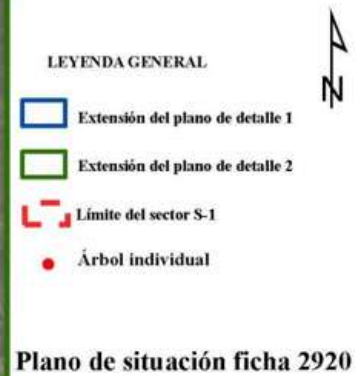 N
LEYENDA GENERAL
Extensión del plano de detalle 1
Extensión del plano de detalle 2
Límite del sector S-1
Árbol individual
Plano de situación ficha 2920